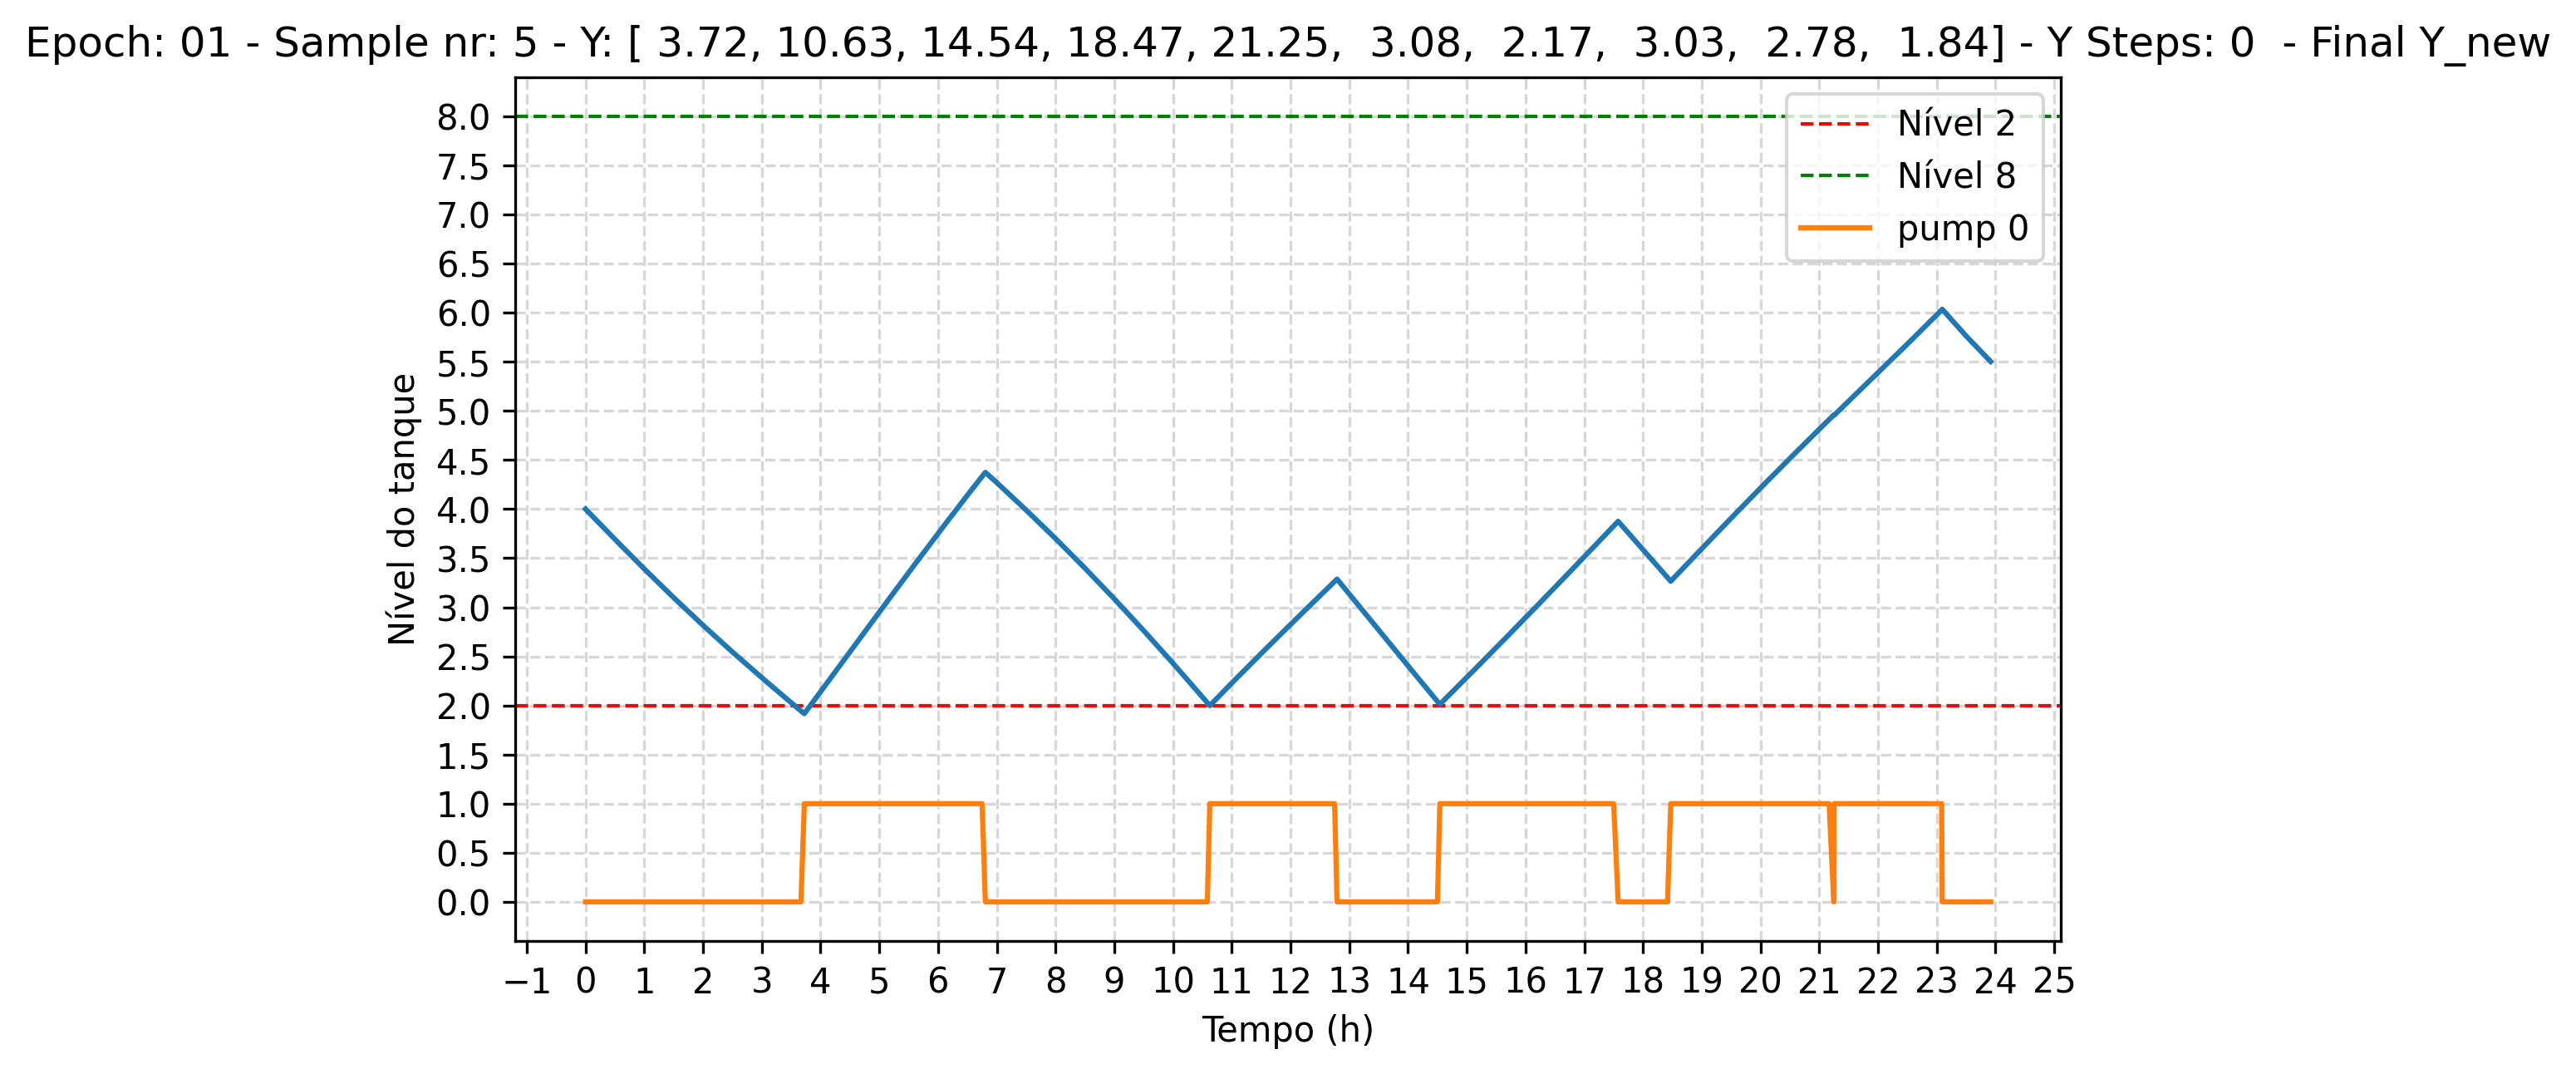 Epoch: 01 - Sample nr: 5 - Y: [ 3.72, 10.63, 14.54, 18.47, 21.25,  3.08,  2.17,  3.03,  2.78,  1.84] - Y Steps: 0  - Final Y_new
Nível 2
Nível 8
pump 0
Nível do tanque
8.0
7.5
7.0
6.5
6.0
5.5
5.0
4.5
4.0
3.5
3.0
2.5
2.0
1.5
1.0
0.5
0.0
−1 0 1 2 3 4 5 6 7 8 9 10 11 12 13 14 15 16 17 18 19 20 21 22 23 24 25
Tempo (h)